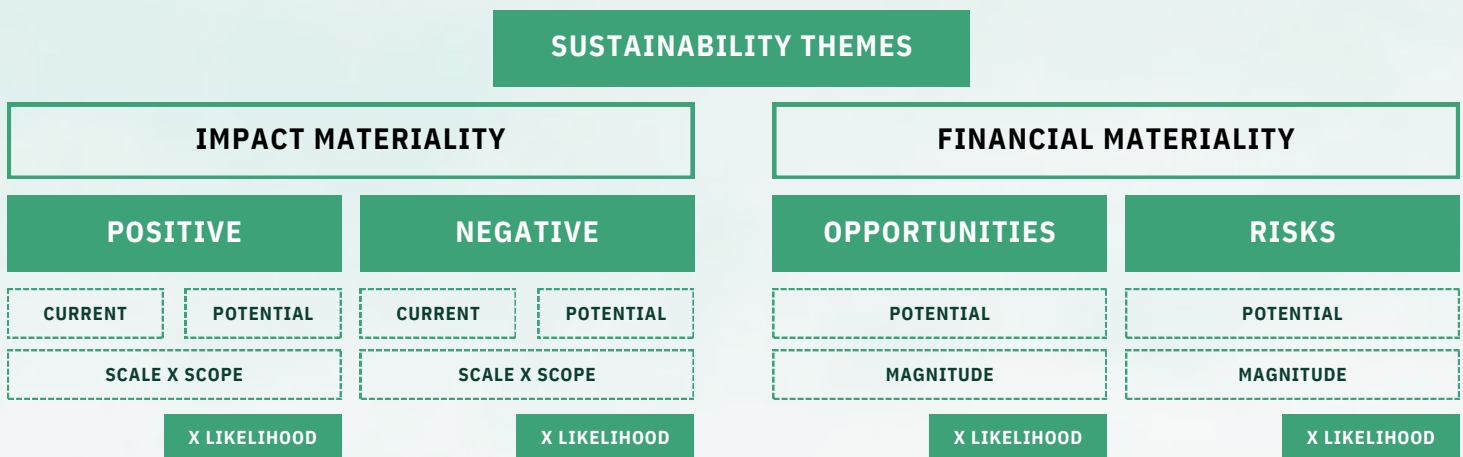 SUSTAINABILITY THEMES
IMPACT MATERIALITY
FINANCIAL MATERIALITY
POSITIVE
NEGATIVE
OPPORTUNITIES
RISKS
CURRENT
POTENTIAL
CURRENT
POTENTIAL
POTENTIAL
POTENTIAL
SCALE X SCOPE
SCALE X SCOPE
MAGNITUDE
MAGNITUDE
X LIKELIHOOD
X LIKELIHOOD
X LIKELIHOOD
X LIKELIHOOD